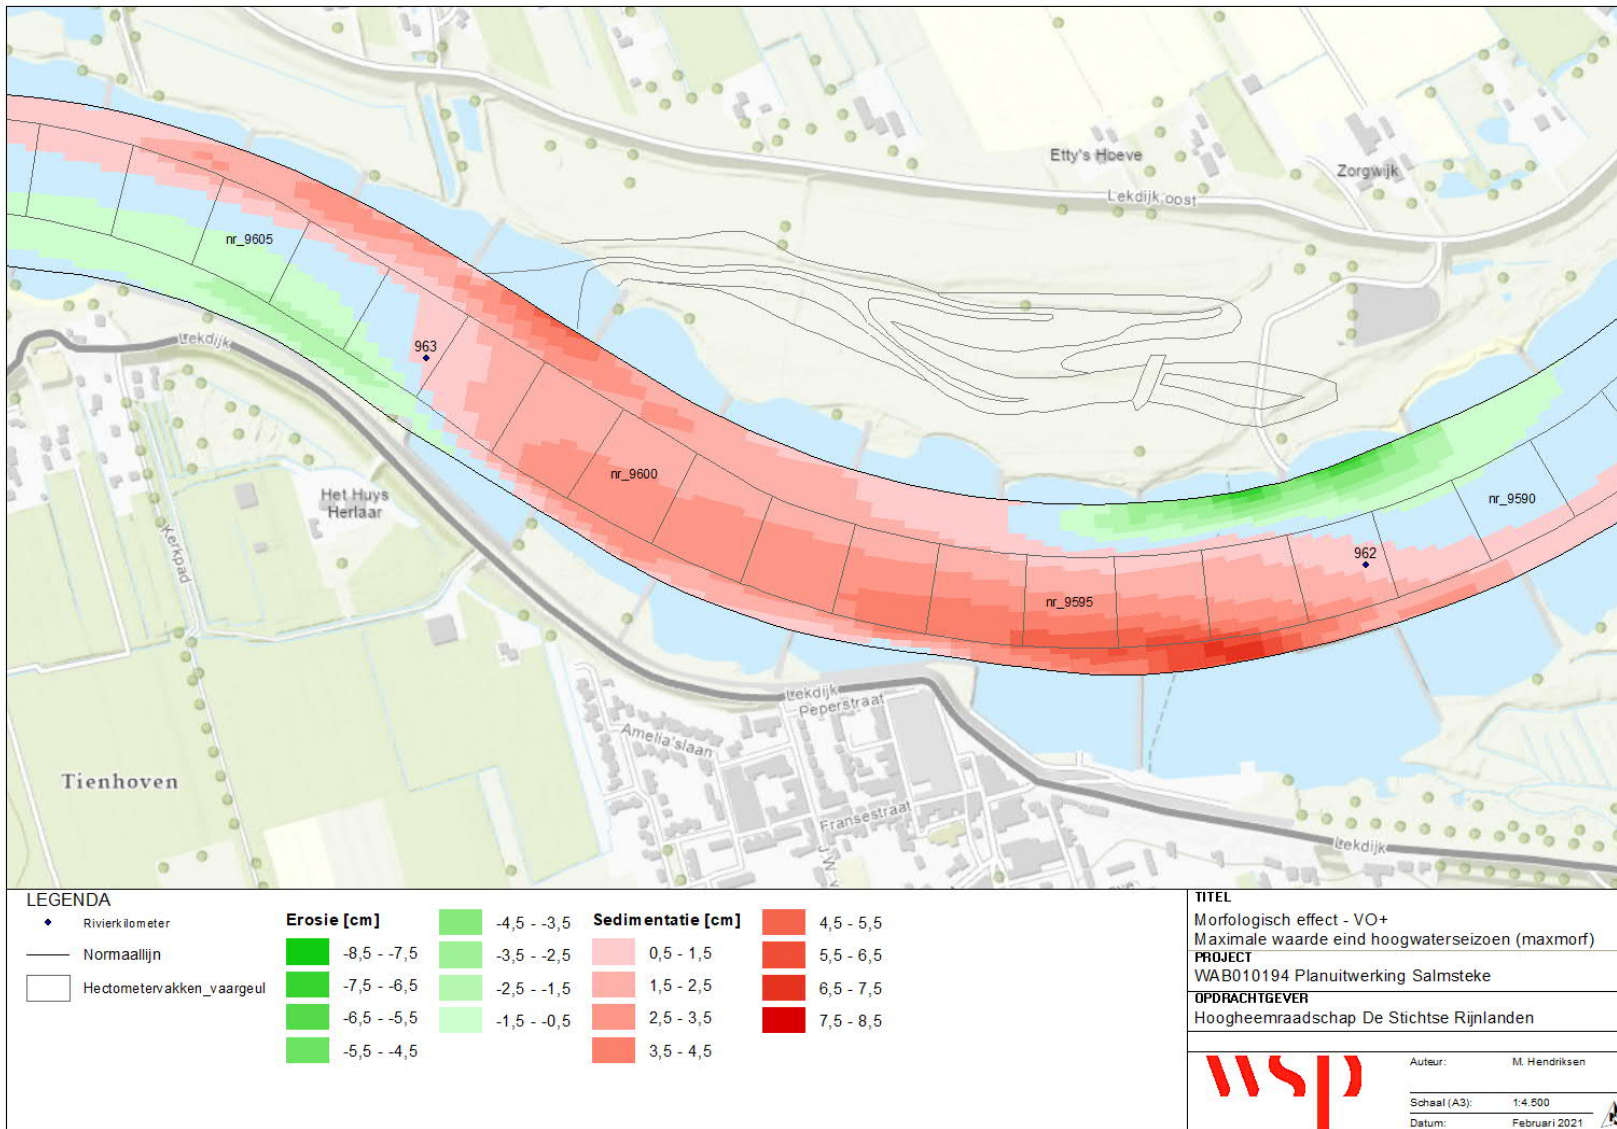 Etty's Hoeve
Zorgwijk
Lekdijk oost
nr_9605
Lekdijk
963
nr_9600
nr_9590
962
nr_9595
Het Huys
Herlaar
Kerkpad
Lekdijk
Peperstraat
Amelia'slaan
Tienhoven
Fransestraat
J.W.v
Lekdijk
LEGENDA
Rivierkilometer
Normaallijn
Hectometervakken_vaargeul
Erosie [cm]
-8,5 - -7,5
-7,5 - -6,5
-6,5 - -5,5
-5,5 - -4,5
-4,5 - -3,5
-3,5 - -2,5
-2,5 - -1,5
-1,5 - -0,5
Sedimentatie [cm]
0,5 - 1,5
1,5 - 2,5
2,5 - 3,5
3,5 - 4,5
4,5 - 5,5
5,5 - 6,5
6,5 - 7,5
7,5 - 8,5
TITEL
Morfologisch effect - VO+
Maximale waarde eind hoogwaterseizoen (maxmorf)
PROJECT
WAB010194 Planuitwerking Salmsteke
OPDRACHTGEVER
Hoogheemraadschap De Stichtse Rijnlanden
wsp
Auteur: M. Hendriksen
Schaal (A3): 1:4.500
Datum: Februari 2021